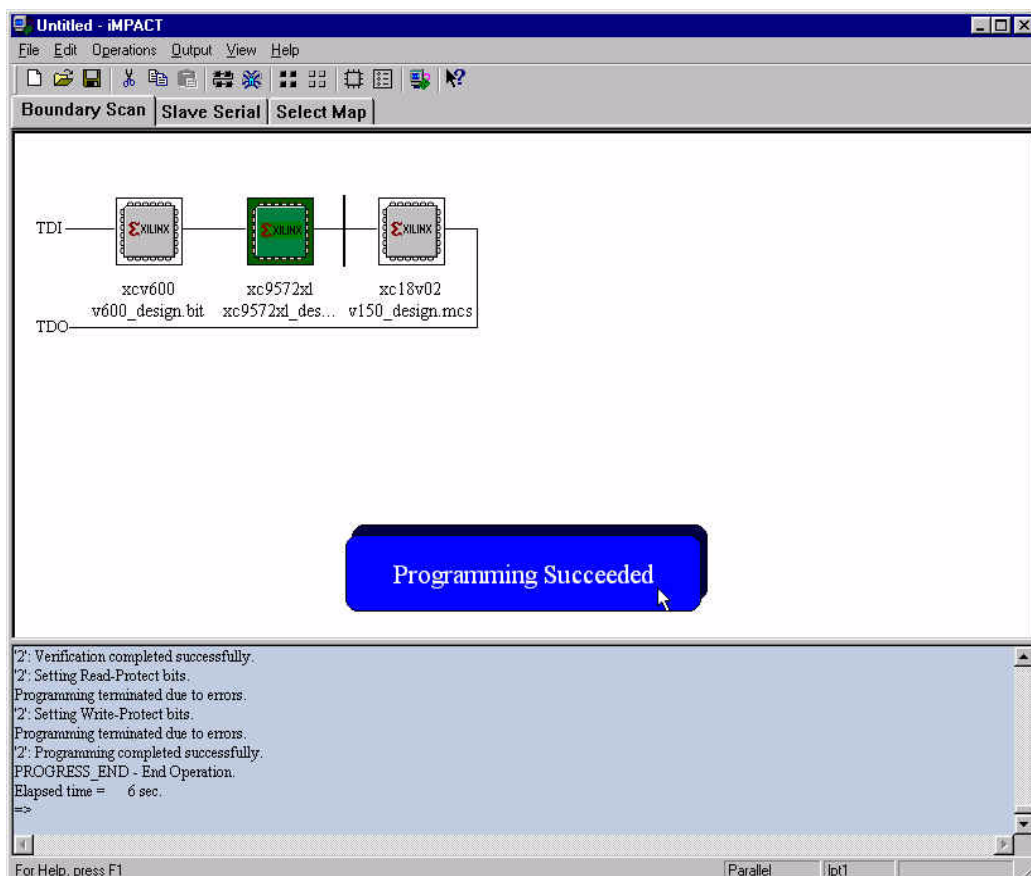 Untitled - iMPACT
File Edit Operations Output View Help
Boundary Scan Slave Serial Select Map
TDI ΣXILINX ΣXILINX ΣXILINX
xcv600 xc9572xl xc18v02
v600_design.bit xc9572xl_des... v150_design.mcs
TDO
Programming Succeeded
'2': Verification completed successfully.
'2': Setting Read-Protect bits.
Programming terminated due to errors.
'2': Setting Write-Protect bits.
Programming terminated due to errors.
'2': Programming completed successfully.
PROGRESS_END - End Operation.
Elapsed time = 6 sec.
=>
For Help, press F1 Parallel lpt1